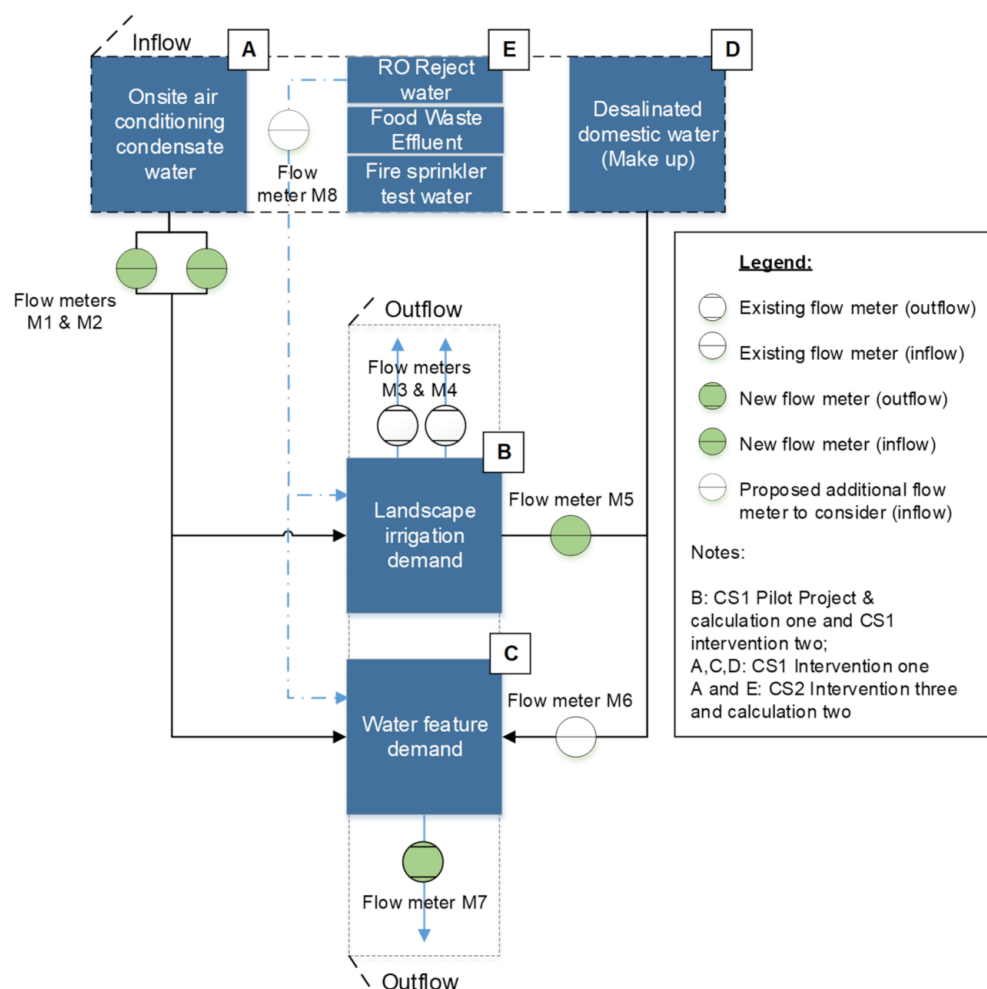 Inflow
A
E
D
Onsite air
conditioning
condensate
water
RO Reject
water
Food Waste
Effluent
Fire sprinkler
test water
Desalinated
domestic water
(Make up)
Flow
meter M8
Flow meters
M1 & M2
Outflow
Flow meters
M3 & M4
B
Landscape
irrigation
demand
Flow meter M5
C
Water feature
demand
Flow meter M6
Flow meter M7
Outflow
Legend:
Existing flow meter (outflow)
Existing flow meter (inflow)
New flow meter (outflow)
New flow meter (inflow)
Proposed additional flow
meter to consider (inflow)
Notes:
B: CS1 Pilot Project &
calculation one and CS1
intervention two;
A,C,D: CS1 Intervention one
A and E: CS2 Intervention three
and calculation two